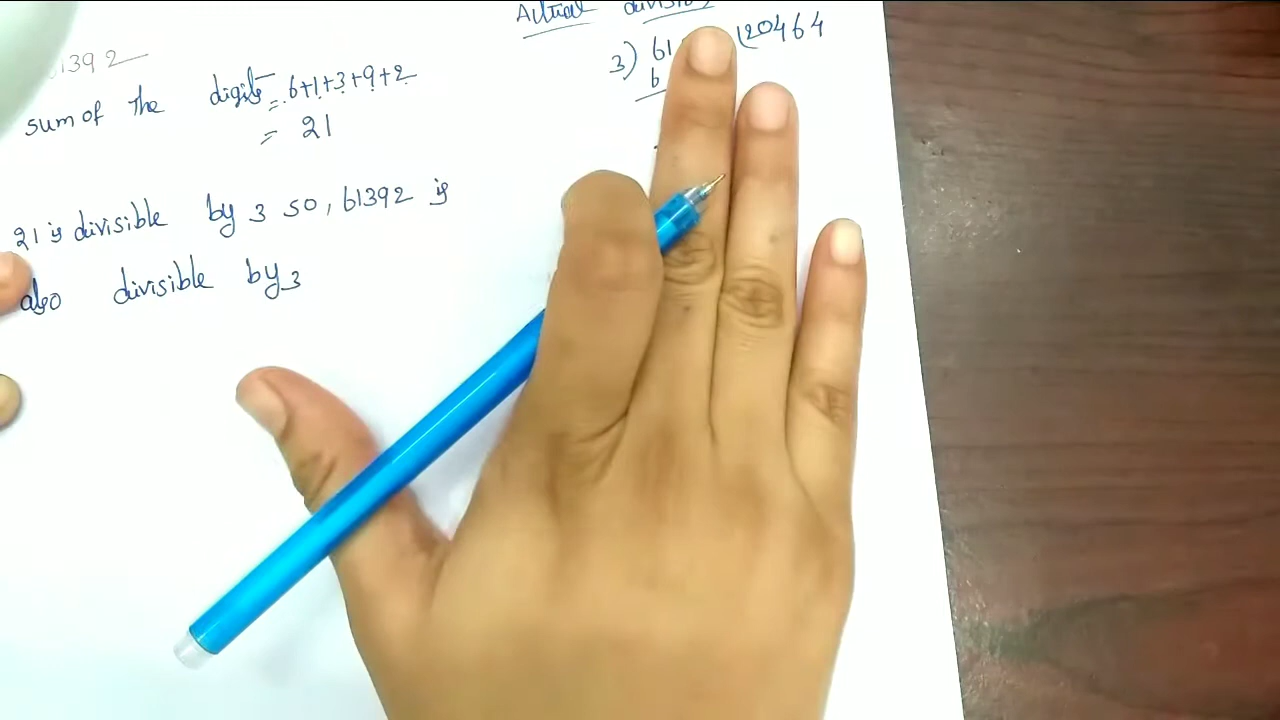 1392
sum of the digits = 6+1+3+9+2
= 21
21 is divisible by 3 so, 61392 is
also divisible by 3
Actual division
3) 61 (20464
6